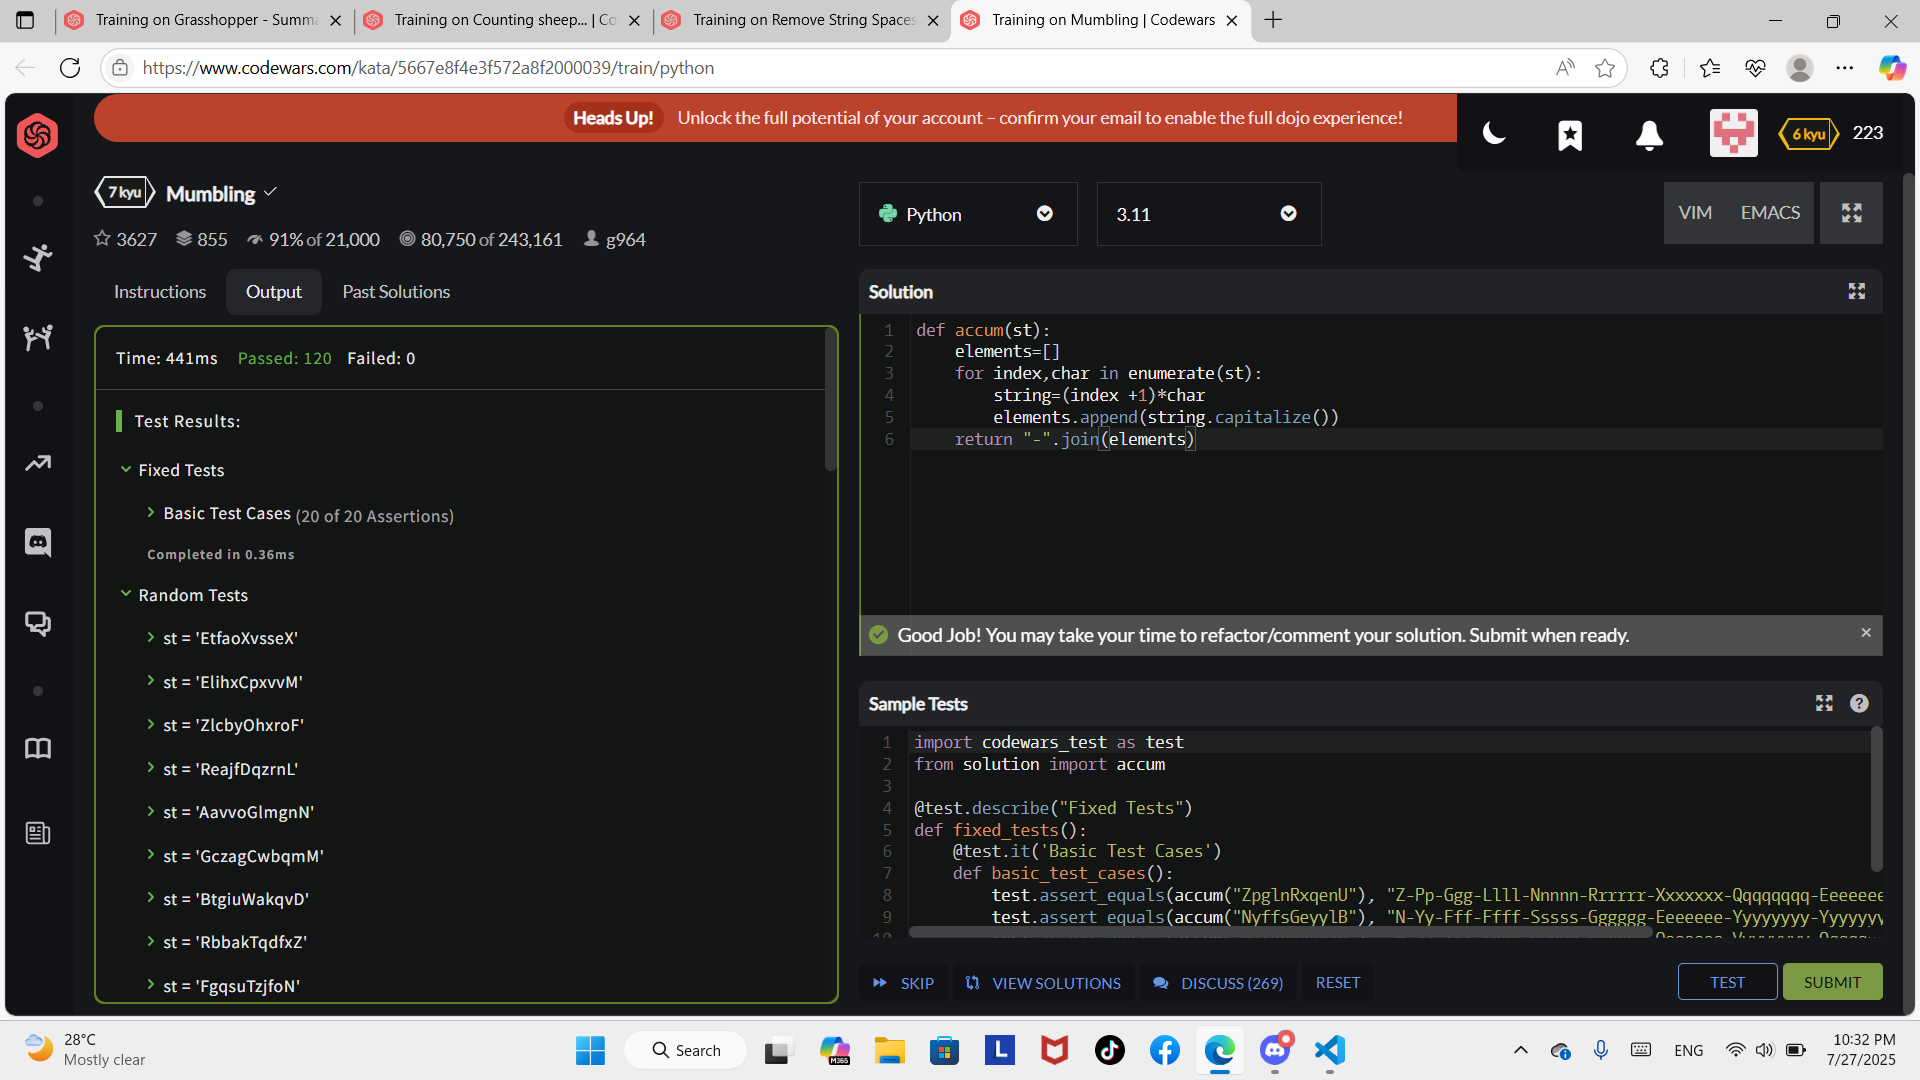 Training on Grasshopper - Summa
Training on Counting sheep... | Co
Training on Remove String Spaces
Training on Mumbling | Codewars
https://www.codewars.com/kata/5667e8f4e3f572a8f2000039/train/python
Heads Up! Unlock the full potential of your account – confirm your email to enable the full dojo experience!
6 kyu 223
7 kyu Mumbling
3627 855 91% of 21,000 80,750 of 243,161 g964
Python
3.11
VIM EMACS
Instructions Output Past Solutions
Time: 441ms Passed: 120 Failed: 0
Test Results:
Fixed Tests
Basic Test Cases (20 of 20 Assertions)
Completed in 0.36ms
Random Tests
st = 'EtfaoXvsseX'
st = 'ElihxCpxvvM'
st = 'ZlcbyOhxroF'
st = 'ReajfDqzrnL'
st = 'AavvoGlmgnN'
st = 'GczagCwbqmM'
st = 'BtgiuWakqvD'
st = 'RbbakTqdfxZ'
st = 'FgqsuTzjfoN'
Solution
1 def accum(st):
2     elements=[]
3     for index,char in enumerate(st):
4         string=(index +1)*char
5         elements.append(string.capitalize())
6     return "-".join(elements)
Good Job! You may take your time to refactor/comment your solution. Submit when ready.
Sample Tests
1 import codewars_test as test
2 from solution import accum
3
4 @test.describe("Fixed Tests")
5 def fixed_tests():
6     @test.it('Basic Test Cases')
7     def basic_test_cases():
8         test.assert_equals(accum("ZpglnRxqenU"), "Z-Pp-Ggg-Llll-Nnnnn-Rrrrrr-Xxxxxxx-Qqqqqqqq-Eeeeeee
9         test.assert_equals(accum("NyffsGeyylB"), "N-Yy-Fff-Ffff-Sssss-Gggggg-Eeeeeee-Yyyyyyyy-Yyyyyyy
10
SKIP VIEW SOLUTIONS DISCUSS (269) RESET
TEST SUBMIT
28°C
Mostly clear
Search
M365
L
ENG
10:32 PM
7/27/2025